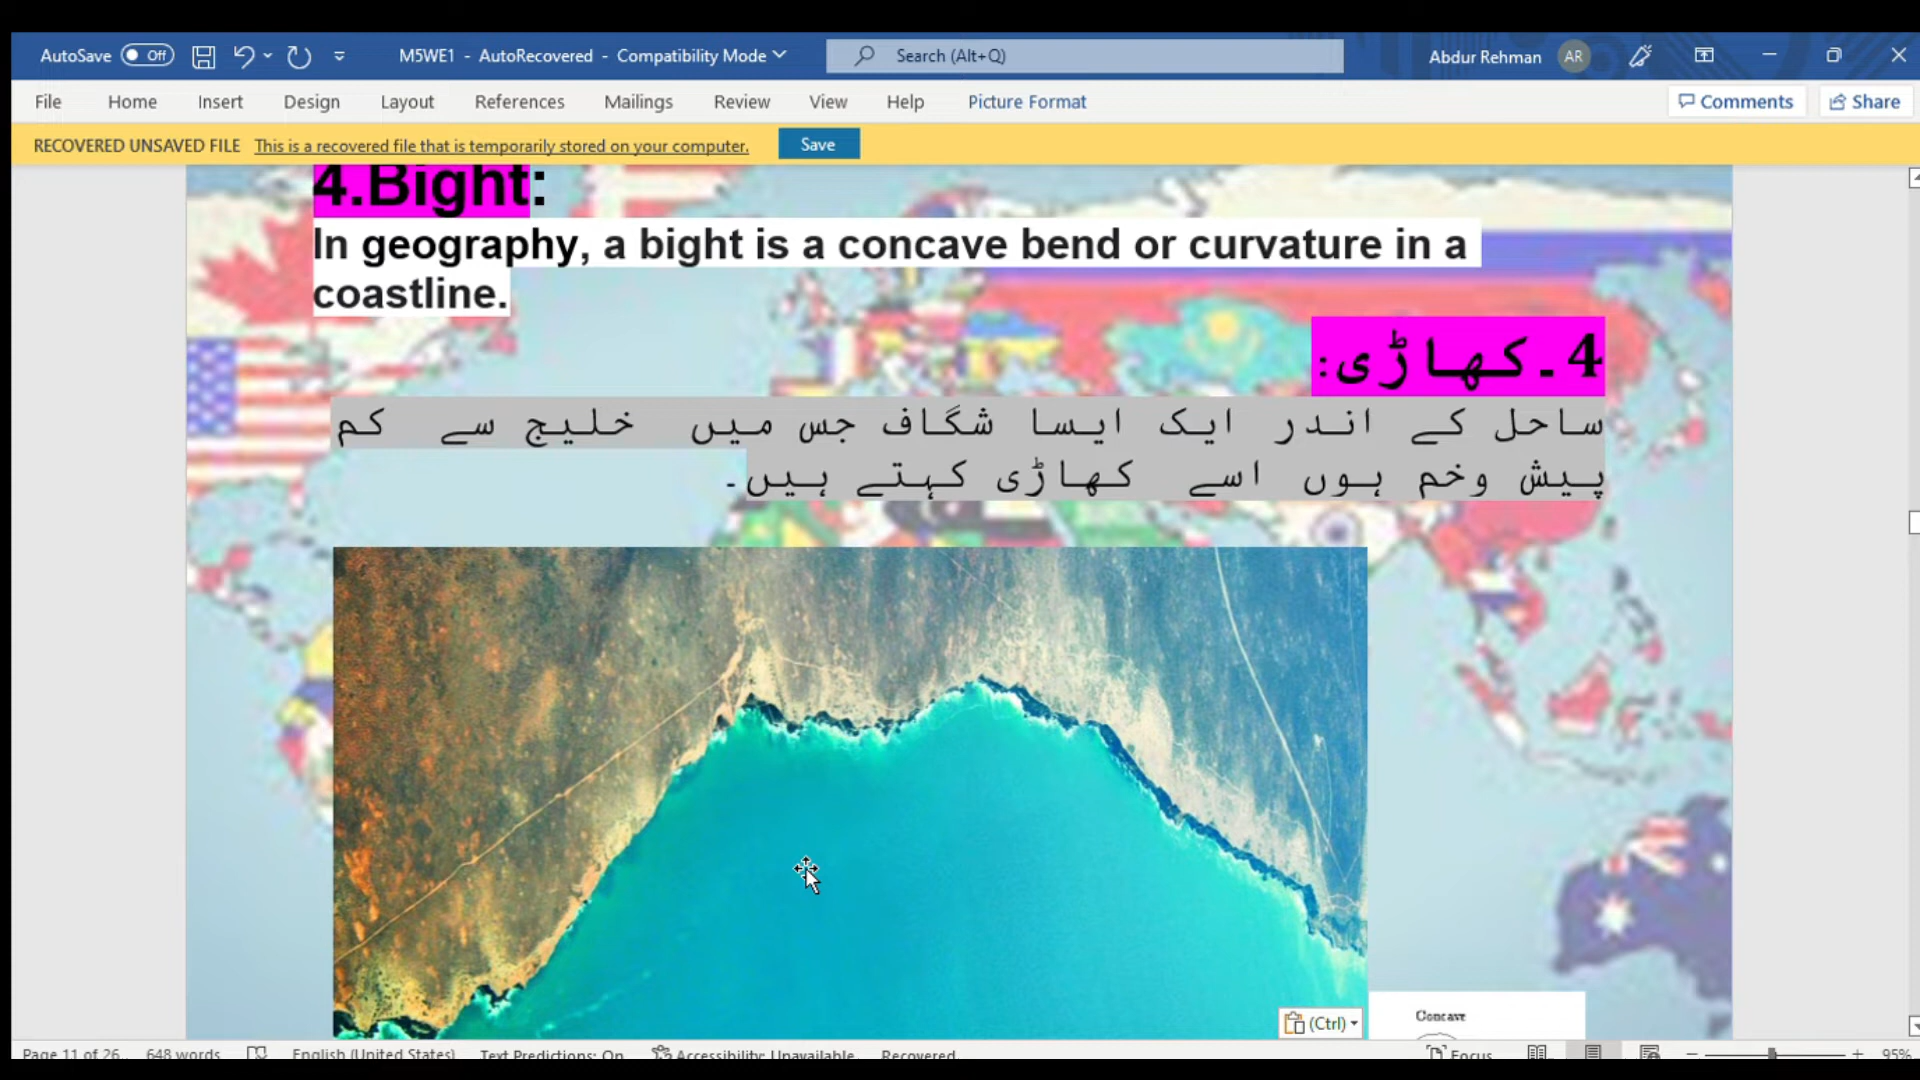 AutoSave Off M5WE1 - AutoRecovered - Compatibility Mode Search (Alt+Q) Abdur Rehman AR
File Home Insert Design Layout References Mailings Review View Help Picture Format Comments Share
RECOVERED UNSAVED FILE This is a recovered file that is temporarily stored on your computer. Save
4.Bight:
In geography, a bight is a concave bend or curvature in a
coastline.
4۔کھاڑی:
ساحل کے اندر ایک ایسا شگاف جس میں خلیج سے کم
پیش وخم ہوں اسے کھاڑی کہتے ہیں۔
(Ctrl)
Concave
Page 11 of 26 648 words English (United States) Text Predictions: On Accessibility: Unavailable Recovered Focus 95%